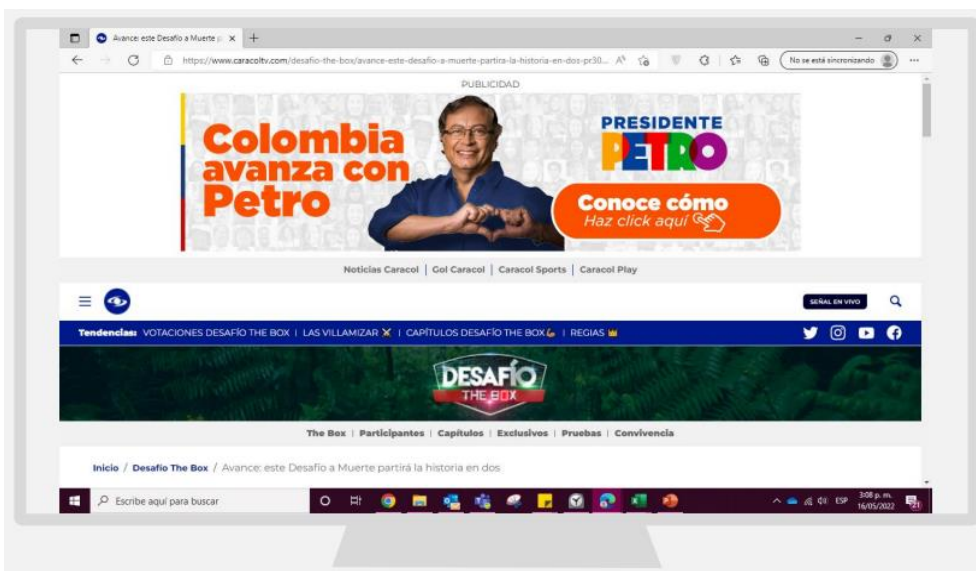 Avance: este Desafío a Muerte p
https://www.caracoltv.com/desafio-the-box/avance-este-desafio-a-muerte-partira-la-historia-en-dos-pr30...
No se está sincronizando
PUBLICIDAD
Colombia
avanza con
Petro
PRESIDENTE
PETRO
Conoce cómo
Haz click aquí
Noticias Caracol | Gol Caracol | Caracol Sports | Caracol Play
SEÑAL EN VIVO
Tendencias: VOTACIONES DESAFÍO THE BOX | LAS VILLAMIZAR | CAPÍTULOS DESAFÍO THE BOX | REGIAS
DESAFÍO
THE BOX
The Box | Participantes | Capítulos | Exclusivos | Pruebas | Convivencia
Inicio / Desafío The Box / Avance: este Desafío a Muerte partirá la historia en dos
Escribe aquí para buscar
ESP
3:08 p. m.
16/05/2022
21